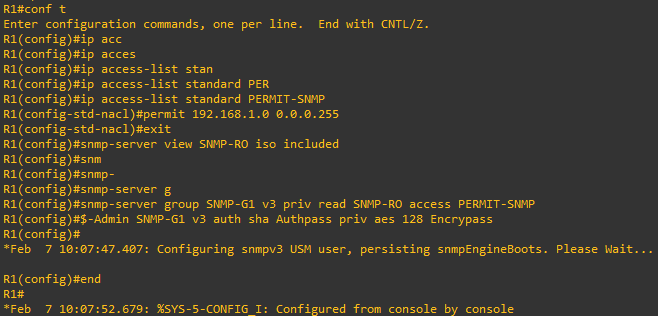 R1#conf t
Enter configuration commands, one per line.  End with CNTL/Z.
R1(config)#ip acc
R1(config)#ip acces
R1(config)#ip access-list stan
R1(config)#ip access-list standard PER
R1(config)#ip access-list standard PERMIT-SNMP
R1(config-std-nacl)#permit 192.168.1.0 0.0.0.255
R1(config-std-nacl)#exit
R1(config)#snmp-server view SNMP-RO iso included
R1(config)#snm
R1(config)#snmp-
R1(config)#snmp-server g
R1(config)#snmp-server group SNMP-G1 v3 priv read SNMP-RO access PERMIT-SNMP
R1(config)#$-Admin SNMP-G1 v3 auth sha Authpass priv aes 128 Encrypass
R1(config)#
*Feb  7 10:07:47.407: Configuring snmpv3 USM user, persisting snmpEngineBoots. Please Wait...
R1(config)#end
R1#
*Feb  7 10:07:52.679: %SYS-5-CONFIG_I: Configured from console by console